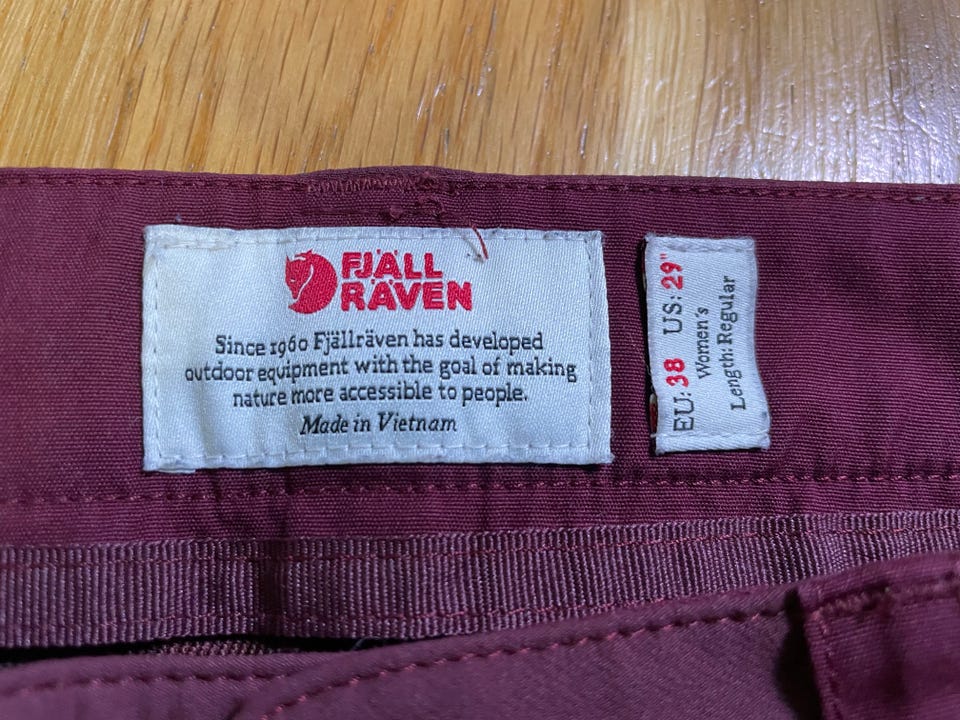 FJÄLL
RÄVEN
Since 1960 Fjällräven has developed
outdoor equipment with the goal of making
nature more accessible to people.
Made in Vietnam
EU: 38 US: 29"
Women's
Length: Regular